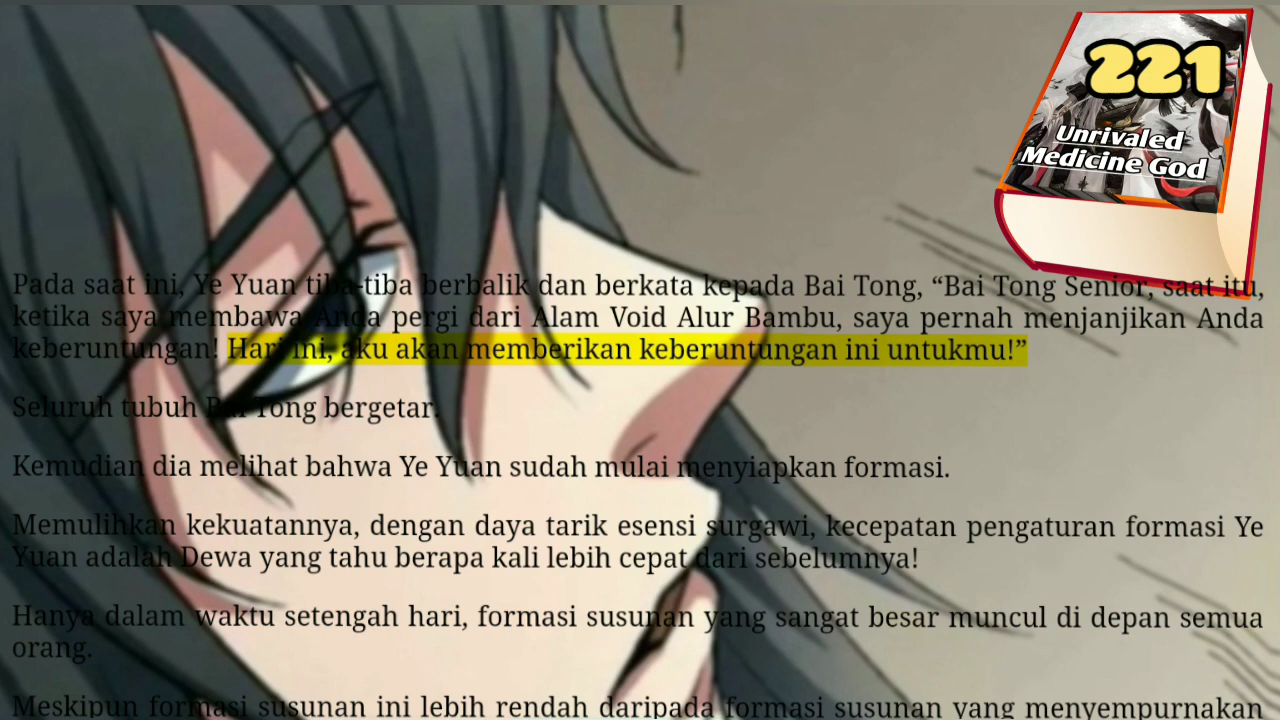 221
Unrivaled
Medicine God
Pada saat ini, Ye Yuan tiba-tiba berbalik dan berkata kepada Bai Tong, “Bai Tong Senior, saat itu,
ketika saya membawa Anda pergi dari Alam Void Alur Bambu, saya pernah menjanjikan Anda
keberuntungan! Hari ini, aku akan memberikan keberuntungan ini untukmu!”
Seluruh tubuh Bai Tong bergetar.
Kemudian dia melihat bahwa Ye Yuan sudah mulai menyiapkan formasi.
Memulihkan kekuatannya, dengan daya tarik esensi surgawi, kecepatan pengaturan formasi Ye
Yuan adalah Dewa yang tahu berapa kali lebih cepat dari sebelumnya!
Hanya dalam waktu setengah hari, formasi susunan yang sangat besar muncul di depan semua
orang.
Meskipun formasi susunan ini lebih rendah daripada formasi susunan yang menyempurnakan